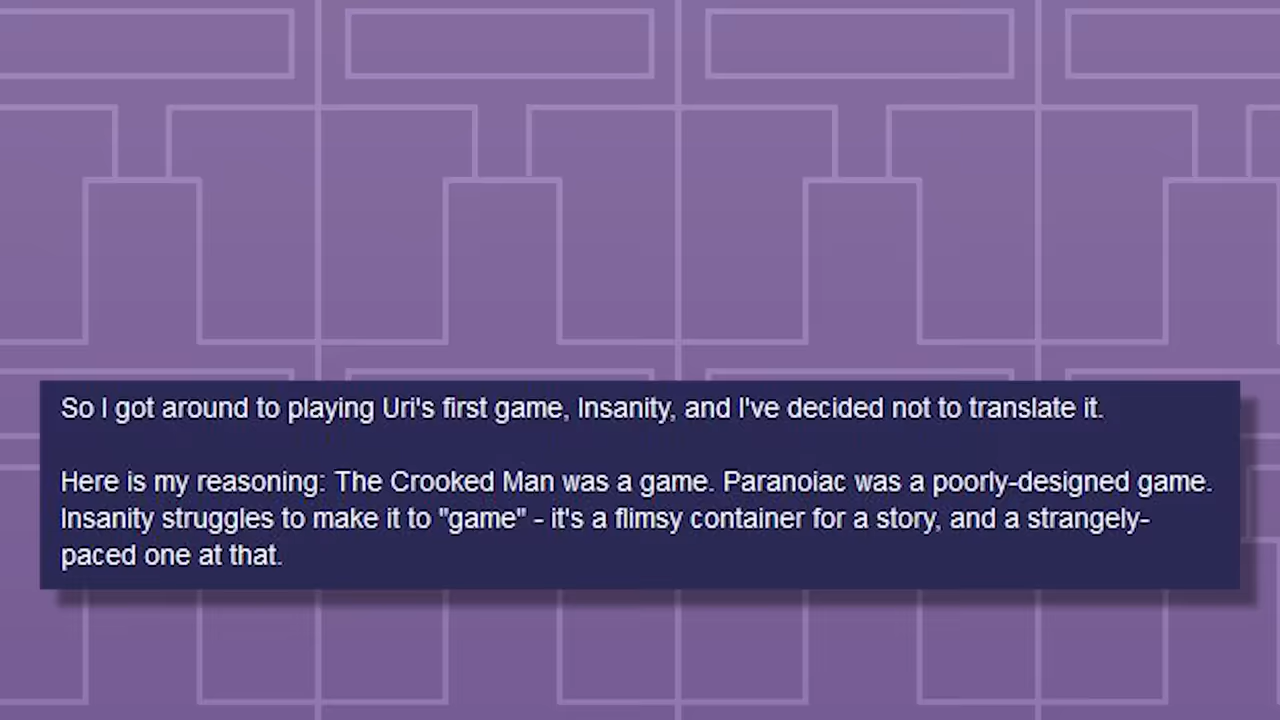 So I got around to playing Uri's first game, Insanity, and I've decided not to translate it.
Here is my reasoning: The Crooked Man was a game. Paranoiac was a poorly-designed game.
Insanity struggles to make it to "game" - it's a flimsy container for a story, and a strangely-
paced one at that.